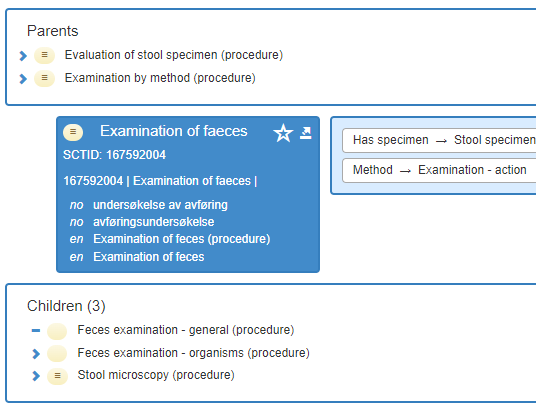 Parents
Evaluation of stool specimen (procedure)
Examination by method (procedure)
Examination of faeces
SCTID: 167592004
167592004 | Examination of faeces |
no undersøkelse av avføring
no avføringsundersøkelse
en Examination of feces (procedure)
en Examination of feces
Has specimen → Stool specimen
Method → Examination - action
Children (3)
Feces examination - general (procedure)
Feces examination - organisms (procedure)
Stool microscopy (procedure)